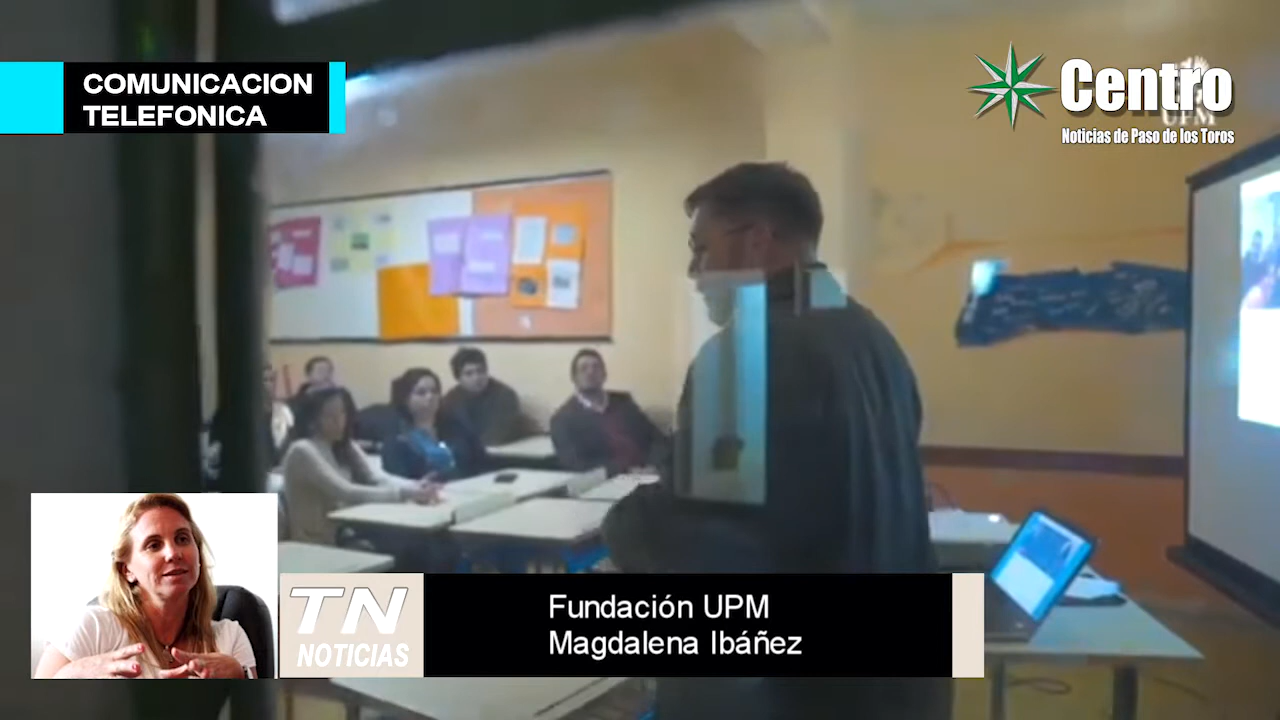 COMUNICACION
TELEFONICA
Centro
UPM
Noticias de Paso de los Toros
TN
NOTICIAS
Fundación UPM
Magdalena Ibáñez